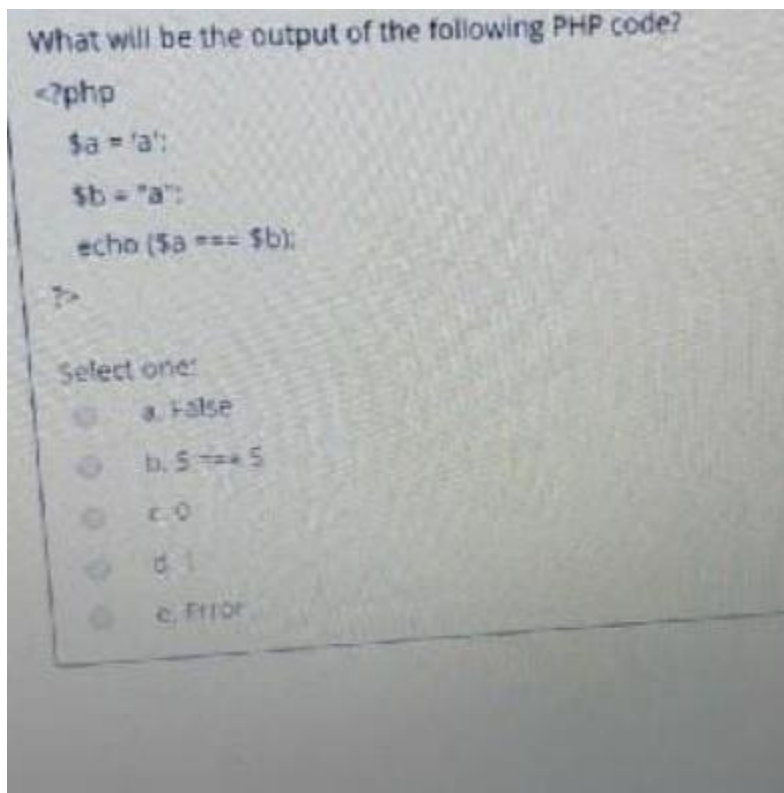 What will be the output of the following PHP code?
<?php
$a = 'a';
$b = "a";
echo ($a === $b);
?>
Select one:
a. False
b. 5 === 5
c. 0
d. 1
e. Error